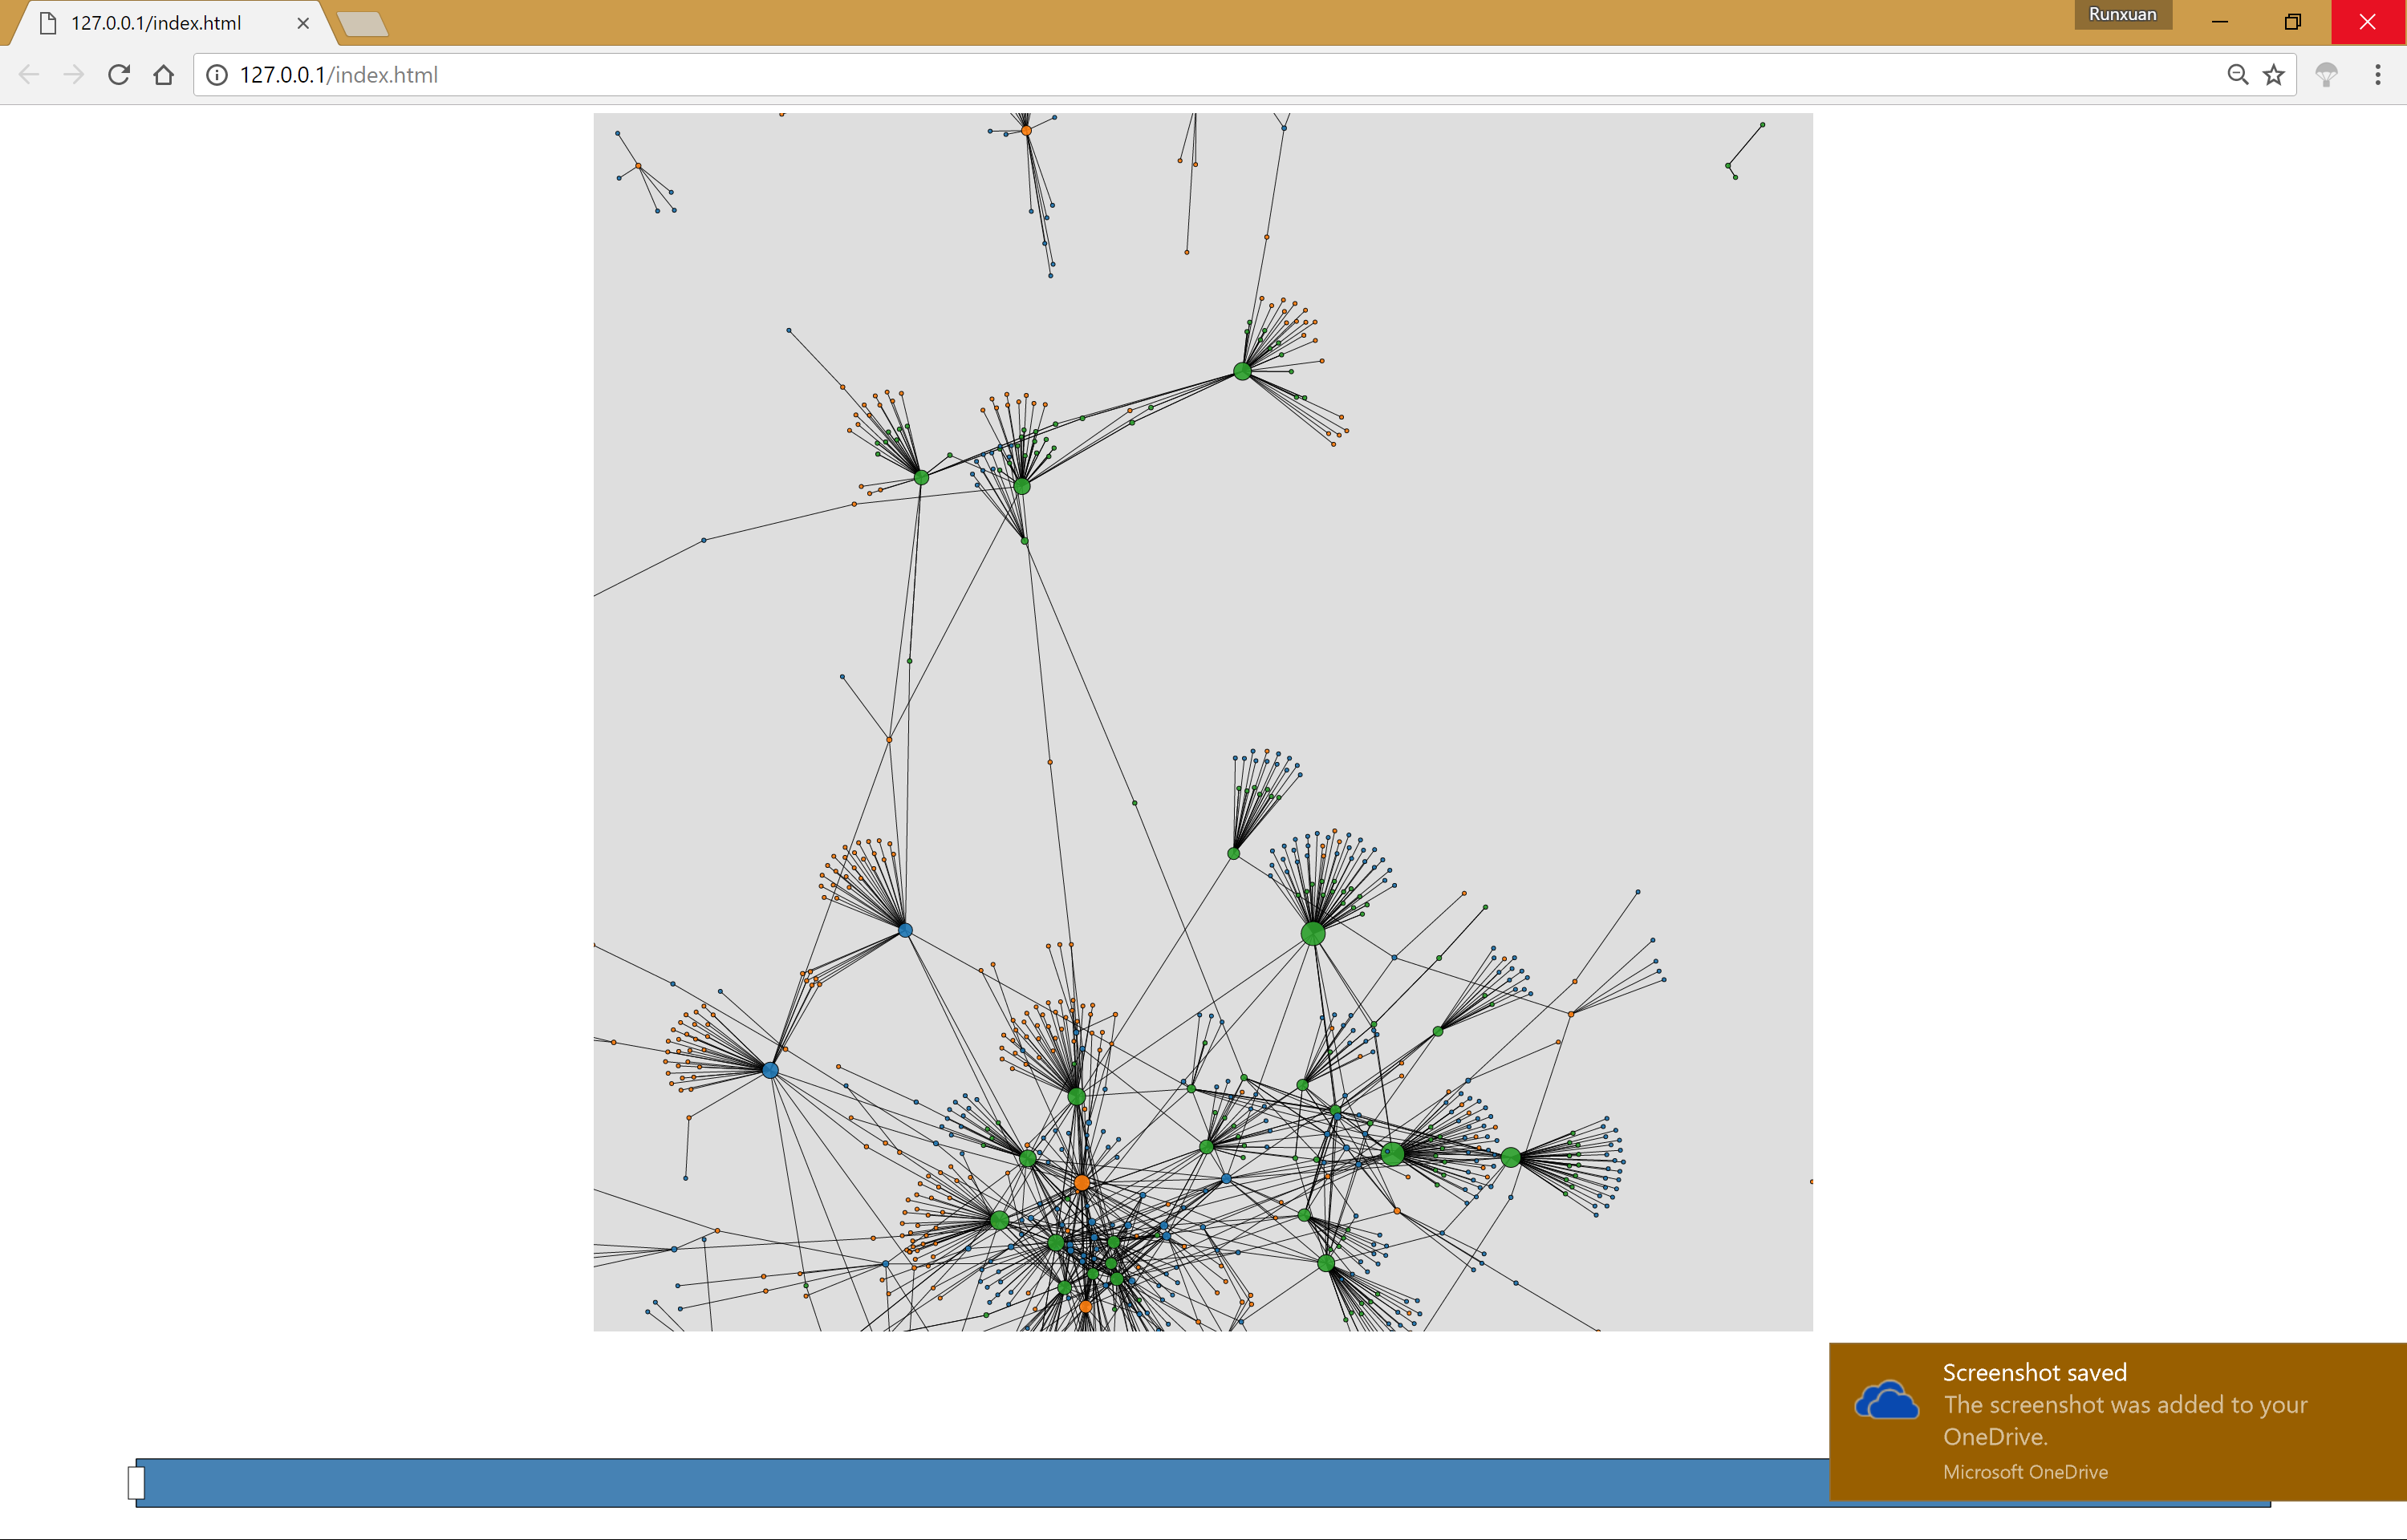 127.0.0.1/index.html
Runxuan
127.0.0.1/index.html
Screenshot saved
The screenshot was added to your
OneDrive.
Microsoft OneDrive